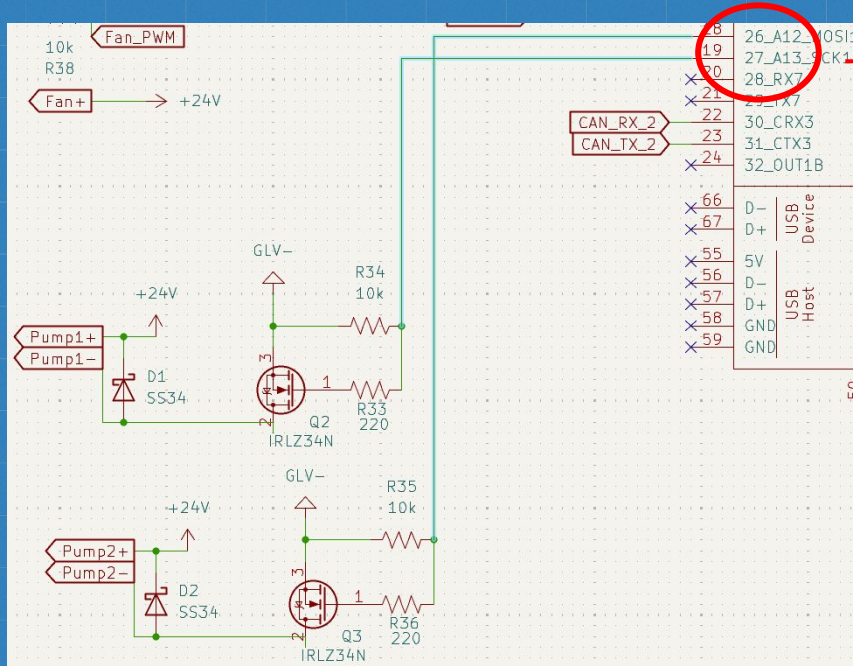 Fan_PWM
10k
R38
Fan+
+24V
26_A12_MOSI1
19
27_A13_SCK1
20
28_RX7
21
29_TX7
CAN_RX_2
22
30_CRX3
CAN_TX_2
23
31_CTX3
24
32_OUT1B
66
D-
67
D+
USB
Device
55
5V
56
D-
57
D+
58
GND
59
GND
USB
Host
GLV-
R34
10k
+24V
Pump1+
Pump1-
D1
SS34
3
1
2
R33
220
Q2
IRLZ34N
GLV-
R35
10k
+24V
Pump2+
Pump2-
D2
SS34
3
1
2
R36
220
Q3
IRLZ34N